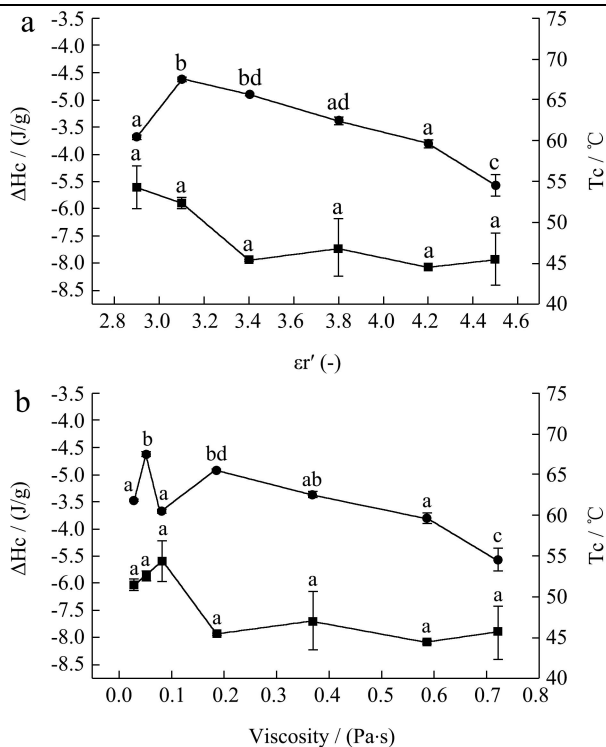 a
-3.5
-4.0
-4.5
-5.0
-3.5
-4.0
-5.5
-6.0
-7.5
-8.0
-8.5
ΔHc / (J/g)
a
b
bd
ad
a
c
a
a
a
a
a
a
75
70
65
60
55
50
45
40
Tc / ℃
2.8 3.0 3.2 3.4 3.6 3.8 4.0 4.2 4.4 4.6
εr′ (-)
b
-3.5
-4.0
-4.5
-5.0
-3.5
-4.0
-5.5
-6.0
-7.5
-8.0
-8.5
ΔHc / (J/g)
a
b
a
bd
ab
a
c
a
a
a
a
a
a
a
75
70
65
60
55
50
45
40
Tc / ℃
0.0 0.1 0.2 0.3 0.4 0.5 0.6 0.7 0.8
Viscosity / (Pa·s)